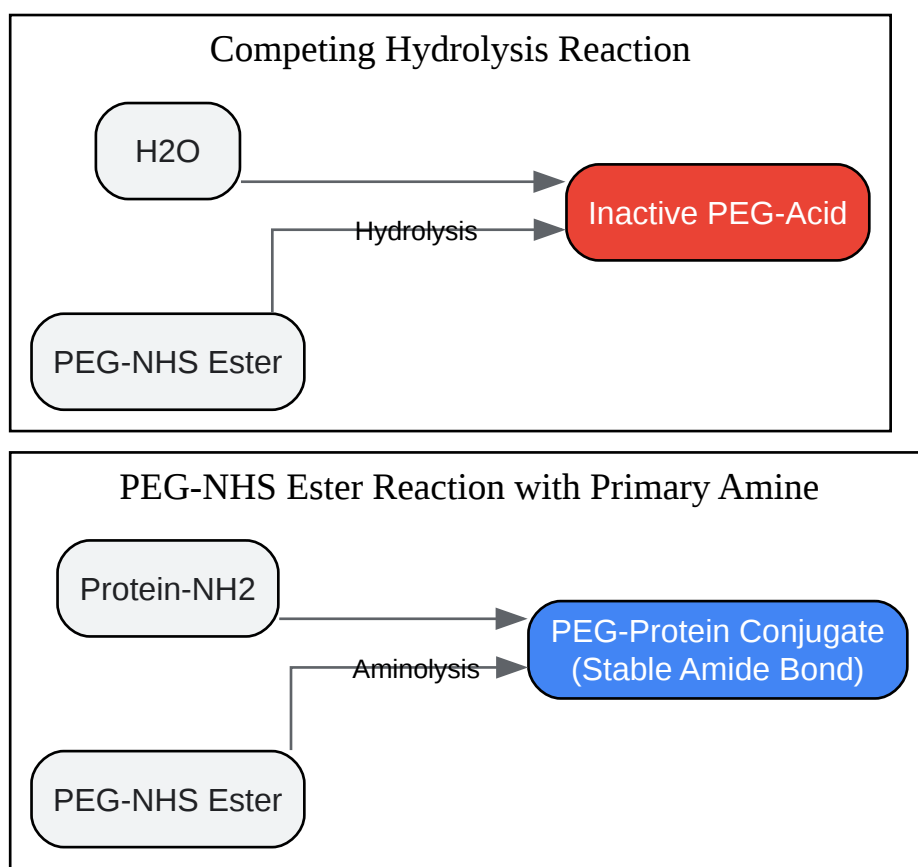 Competing Hydrolysis Reaction
H2O
Inactive PEG-Acid
Hydrolysis
PEG-NHS Ester
PEG-NHS Ester Reaction with Primary Amine
Protein-NH2
PEG-Protein Conjugate
(Stable Amide Bond)
Aminolysis
PEG-NHS Ester